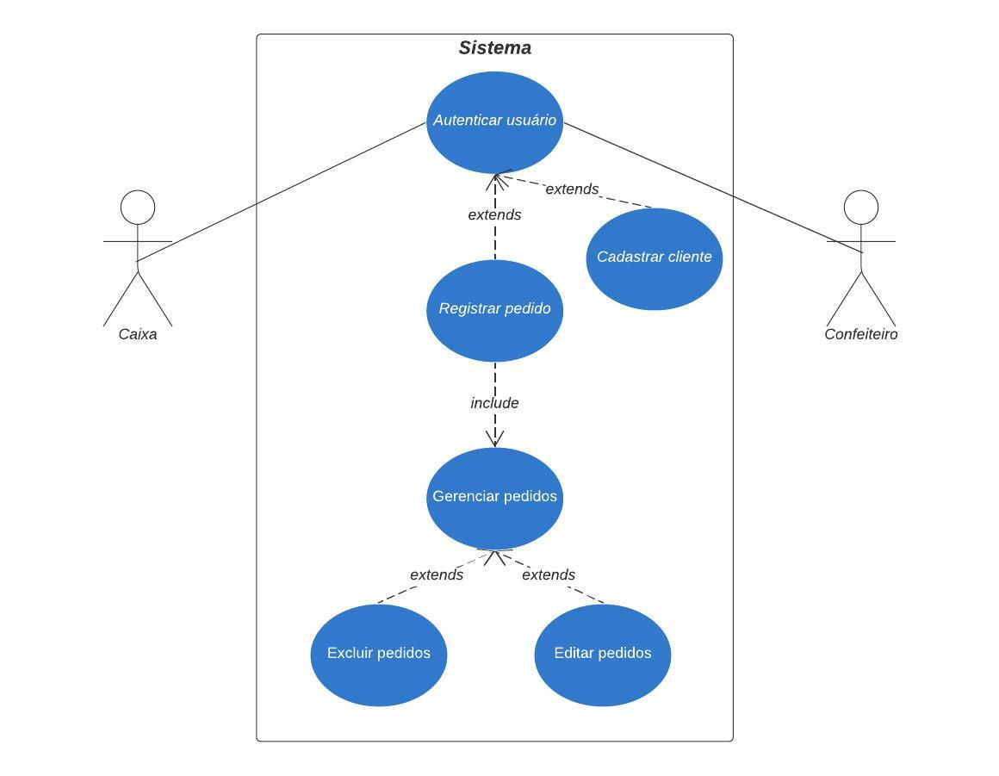 Sistema
Autenticar usuário
extends
extends
Cadastrar cliente
Registrar pedido
Caixa
Confeiteiro
include
Gerenciar pedidos
extends
extends
Excluir pedidos
Editar pedidos